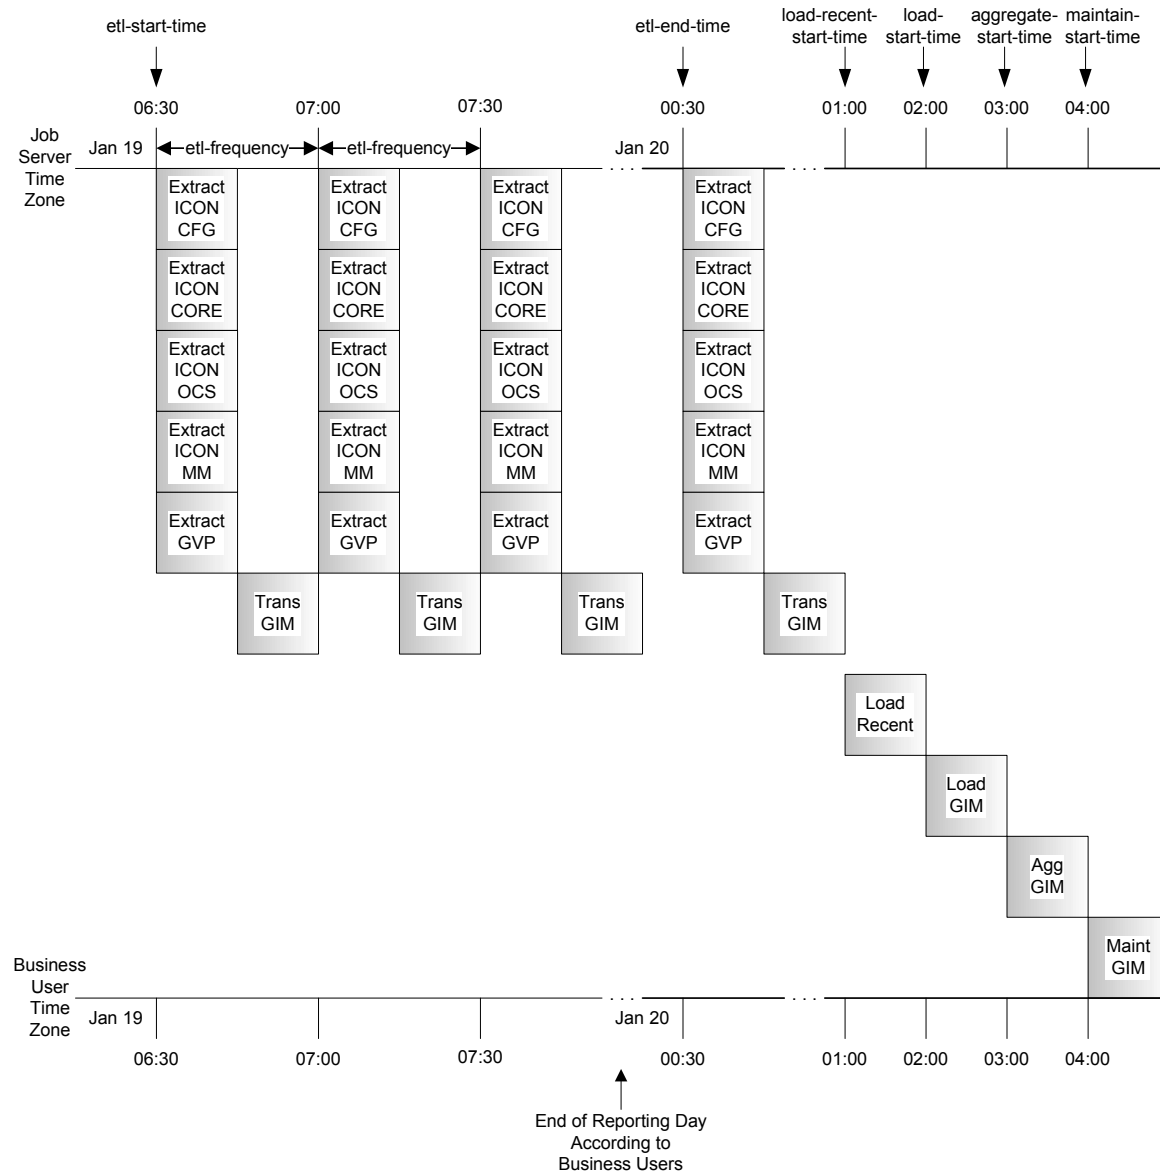 etl-start-time
etl-end-time
load-recent-
start-time
load-
start-time
aggregate-
start-time
maintain-
start-time
06:30
07:00
07:30
00:30
01:00
02:00
03:00
04:00
Job
Server
Time
Zone
Jan 19
etl-frequency
etl-frequency
Jan 20
. . .
. . .
Extract
ICON
CFG
Extract
ICON
CFG
Extract
ICON
CFG
Extract
ICON
CFG
Extract
ICON
CORE
Extract
ICON
CORE
Extract
ICON
CORE
Extract
ICON
CORE
Extract
ICON
OCS
Extract
ICON
OCS
Extract
ICON
OCS
Extract
ICON
OCS
Extract
ICON
MM
Extract
ICON
MM
Extract
ICON
MM
Extract
ICON
MM
Extract
GVP
Extract
GVP
Extract
GVP
Extract
GVP
Trans
GIM
Trans
GIM
Trans
GIM
Trans
GIM
Load
Recent
Load
GIM
Agg
GIM
Maint
GIM
Business
User
Time
Zone
Jan 19
. . .
Jan 20
. . .
06:30
07:00
07:30
00:30
01:00
02:00
03:00
04:00
End of Reporting Day
According to
Business Users